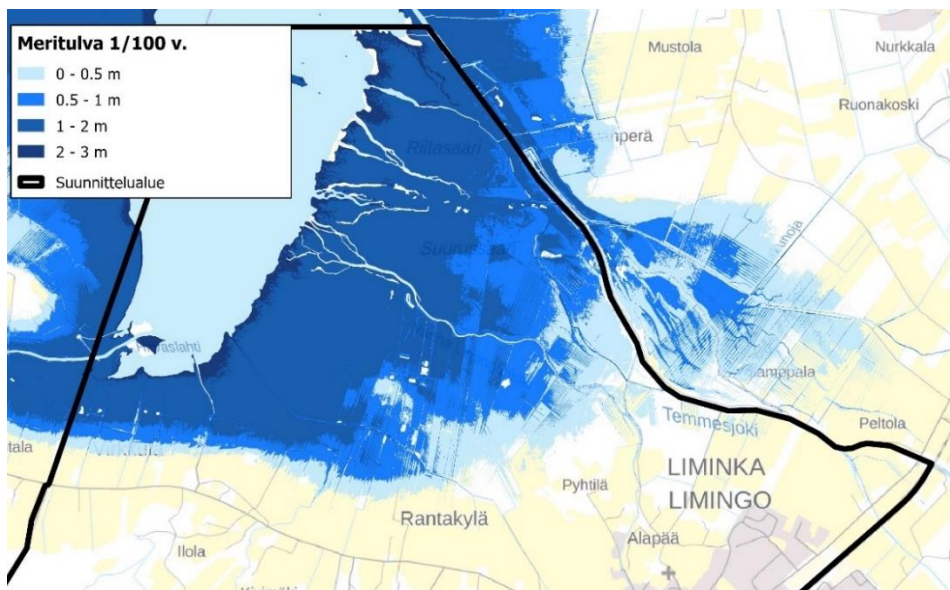 Meritulva 1/100 v.
0 - 0.5 m
0.5 - 1 m
1 - 2 m
2 - 3 m
Suunnittelualue
Mustola
Nurkkala
Ruonakoski
Riitasaari
Temmesjoki
Peltola
LIMINKA
LIMINGO
Pyhtilä
Rantakylä
Alapää
Ilola